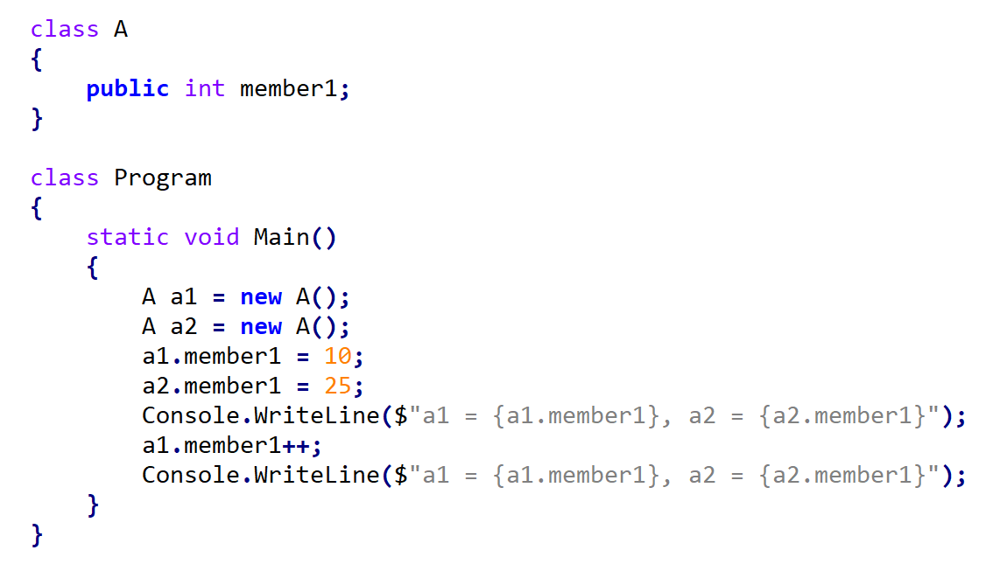 class A
{
    public int member1;
}

class Program
{
    static void Main()
    {
        A a1 = new A();
        A a2 = new A();
        a1.member1 = 10;
        a2.member1 = 25;
        Console.WriteLine($"a1 = {a1.member1}, a2 = {a2.member1}");
        a1.member1++;
        Console.WriteLine($"a1 = {a1.member1}, a2 = {a2.member1}");
    }
}